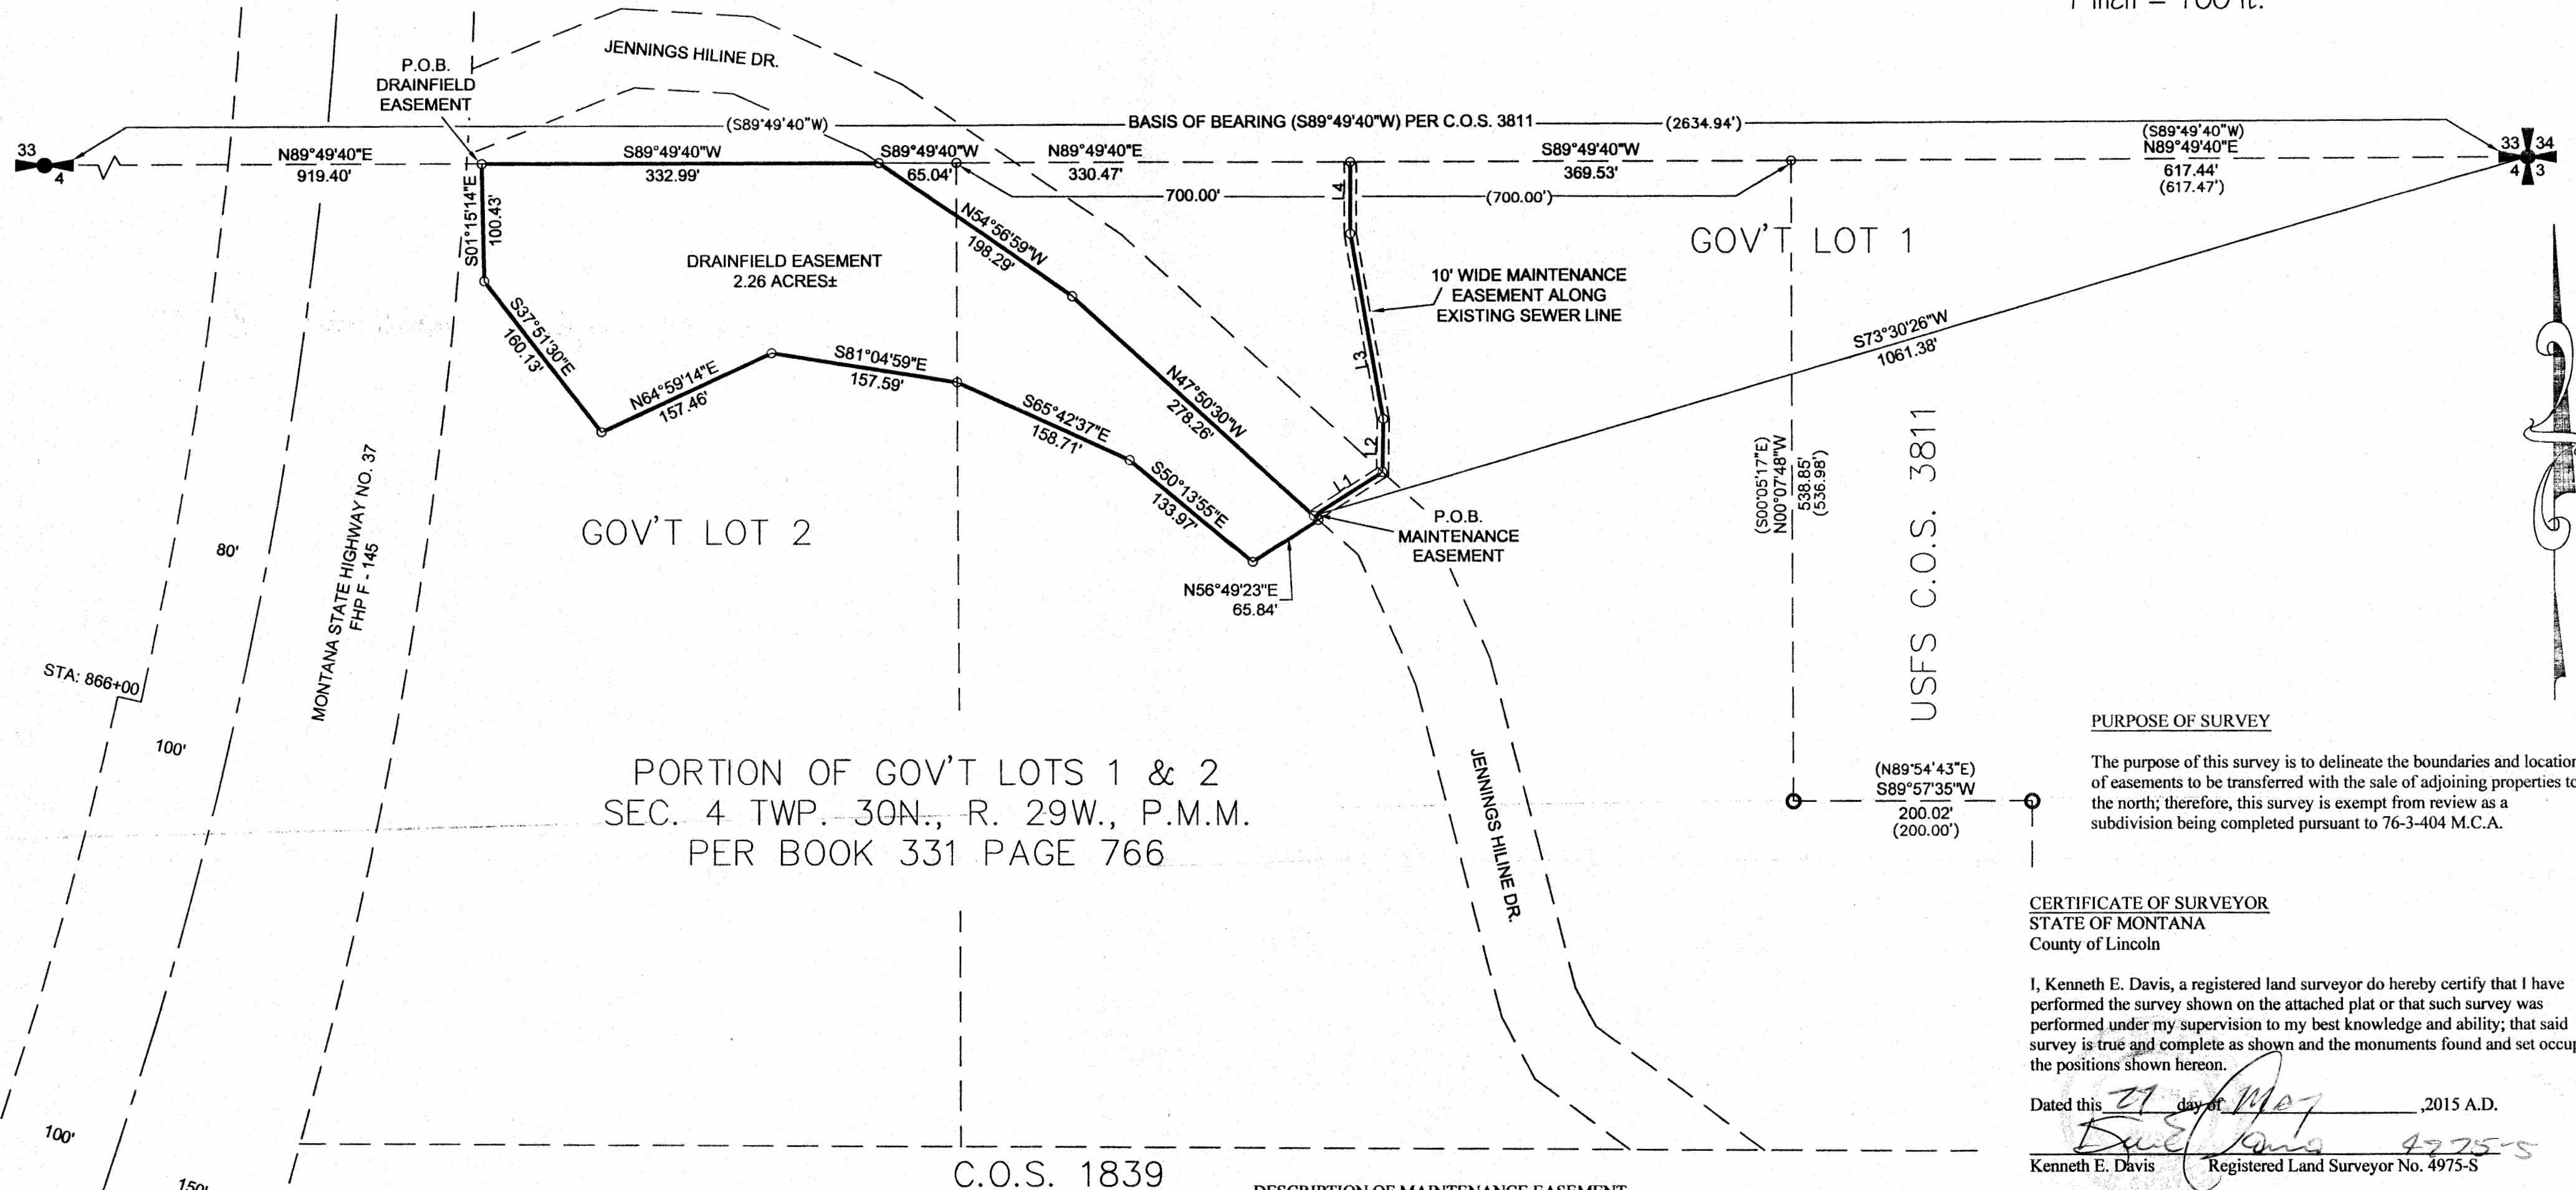 1 inch = 100 ft.
JENNINGS HILINE DR.
P.O.B.
DRAINFIELD
EASEMENT
(S89°49'40"W)
BASIS OF BEARING (S89°49'40"W) PER C.O.S. 3811
(2634.94')
33
4
N89°49'40"E
919.40'
S89°49'40"W
332.99'
S89°49'40"W
65.04'
N89°49'40"E
330.47'
S89°49'40"W
369.53'
(S89°49'40"W)
N89°49'40"E
617.44'
(617.47')
33 34
4 3
700.00'
(700.00')
S01°15'14"E
100.43'
S37°51'30"E
160.13'
N64°59'14"E
157.46'
S81°04'59"E
157.59'
S65°42'37"E
158.71'
S50°13'55"E
133.97'
N56°49'23"E
65.84'
N54°56'59"W
198.29'
N47°50'30"W
278.26'
DRAINFIELD EASEMENT
2.26 ACRES±
L4
L3
L2
L1
10' WIDE MAINTENANCE
EASEMENT ALONG
EXISTING SEWER LINE
GOV'T LOT 1
S73°30'26"W
1061.38'
P.O.B.
MAINTENANCE
EASEMENT
(S00°05'17"E)
N00°07'48"W
538.85'
(536.98')
USFS C.O.S. 3811
GOV'T LOT 2
MONTANA STATE HIGHWAY NO. 37
FHP F - 145
80'
STA: 866+00
100'
100'
150'
PORTION OF GOV'T LOTS 1 & 2
SEC. 4 TWP. 30N., R. 29W., P.M.M.
PER BOOK 331 PAGE 766
JENNINGS HILINE DR.
(N89°54'43"E)
S89°57'35"W
200.02'
(200.00')
C.O.S. 1839
DESCRIPTION OF MAINTENANCE EASEMENT
PURPOSE OF SURVEY
The purpose of this survey is to delineate the boundaries and location
of easements to be transferred with the sale of adjoining properties to
the north; therefore, this survey is exempt from review as a
subdivision being completed pursuant to 76-3-404 M.C.A.
CERTIFICATE OF SURVEYOR
STATE OF MONTANA
County of Lincoln
I, Kenneth E. Davis, a registered land surveyor do hereby certify that I have
performed the survey shown on the attached plat or that such survey was
performed under my supervision to my best knowledge and ability; that said
survey is true and complete as shown and the monuments found and set occup
the positions shown hereon.
Dated this 27 day of May ,2015 A.D.
4975-S
Kenneth E. Davis Registered Land Surveyor No. 4975-S